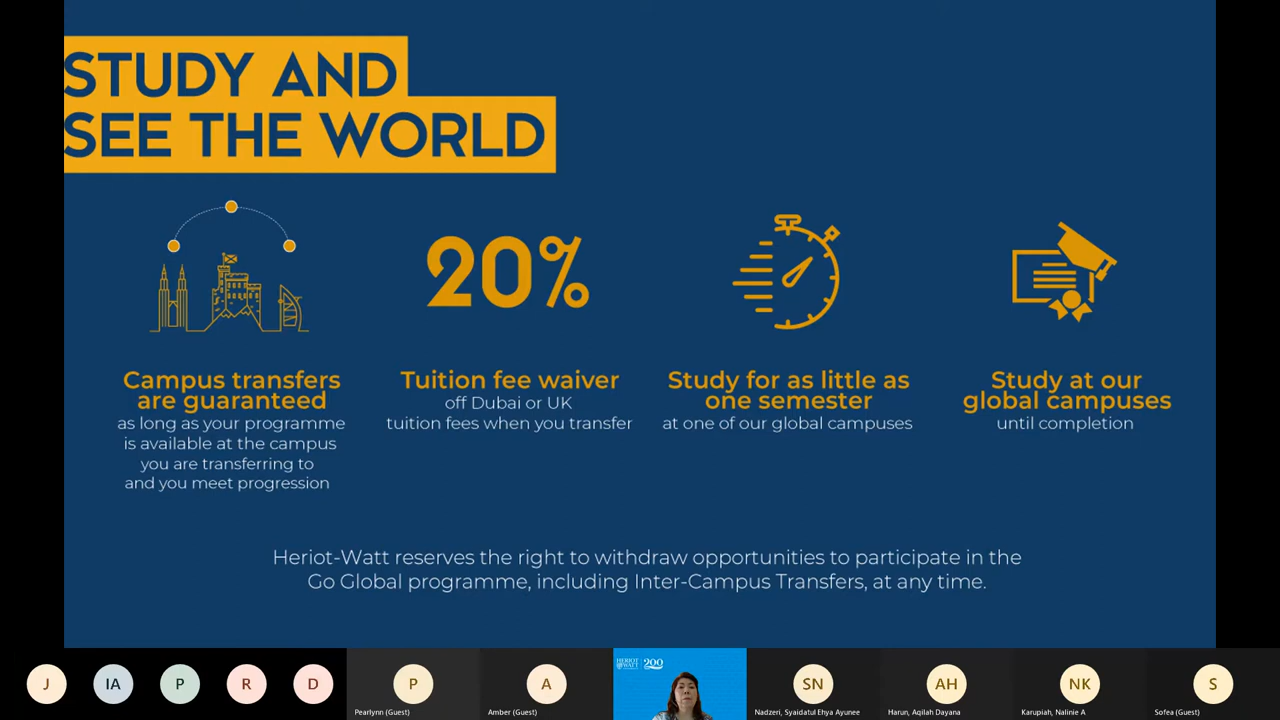 STUDY AND
SEE THE WORLD
20%
Campus transfers
are guaranteed
as long as your programme
is available at the campus
you are transferring to
and you meet progression
Tuition fee waiver
off Dubai or UK
tuition fees when you transfer
Study for as little as
one semester
at one of our global campuses
Study at our
global campuses
until completion
Heriot-Watt reserves the right to withdraw opportunities to participate in the
Go Global programme, including Inter-Campus Transfers, at any time.
J
IA
P
R
D
P
Pearlynn (Guest)
A
Amber (Guest)
HERIOT
WATT
200
SN
Nadzeri, Syaidatul Ehya Ayunee
AH
Harun, Aqilah Dayana
NK
Karupiah, Nalinie A
S
Sofea (Guest)